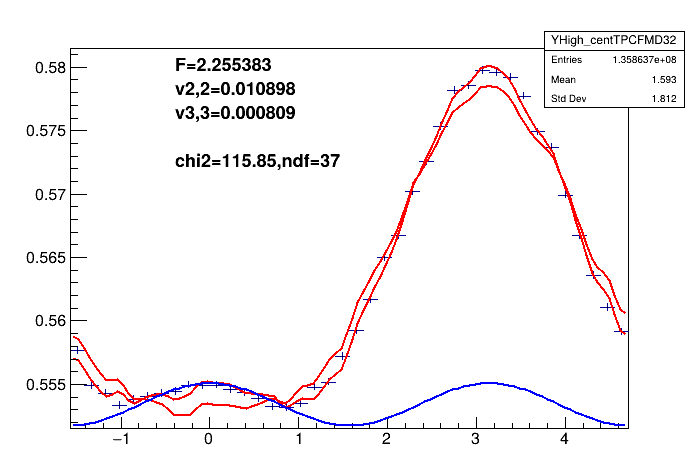 YHigh_centTPCFMD32
Entries 1.358637e+08
Mean 1.593
Std Dev 1.812
F=2.255383
v2,2=0.010898
v3,3=0.000809
chi2=115.85,ndf=37
0.58
0.575
0.57
0.565
0.56
0.555
−1 0 1 2 3 4